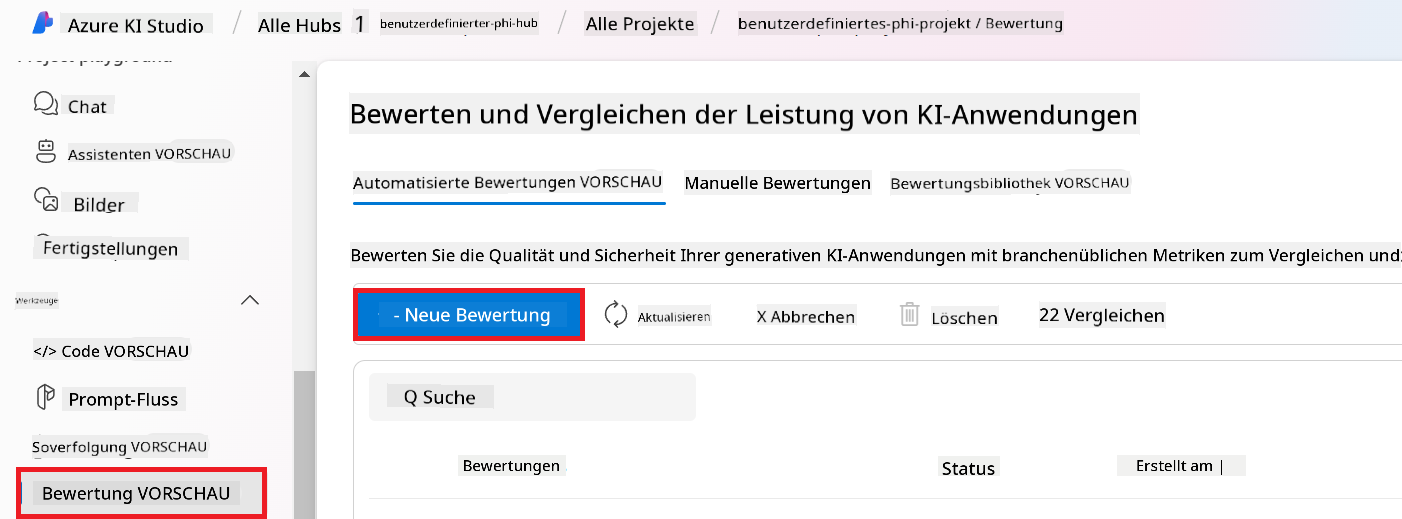 Azure KI Studio / Alle Hubs 1 benutzerdefinierter-phi-hub / Alle Projekte / benutzerdefiniertes-phi-projekt / Bewertung
Project playground
Chat
Assistenten VORSCHAU
Bilder
Fertigstellungen
Werkzeuge
</> Code VORSCHAU
Prompt-Fluss
Soverfolgung VORSCHAU
Bewertung VORSCHAU
Bewerten und Vergleichen der Leistung von KI-Anwendungen
Automatisierte Bewertungen VORSCHAU Manuelle Bewertungen Bewertungsbibliothek VORSCHAU
Bewerten Sie die Qualität und Sicherheit Ihrer generativen KI-Anwendungen mit branchenüblichen Metriken zum Vergleichen und
- Neue Bewertung Aktualisieren X Abbrechen Löschen 22 Vergleichen
Q Suche
Bewertungen Status Erstellt am |